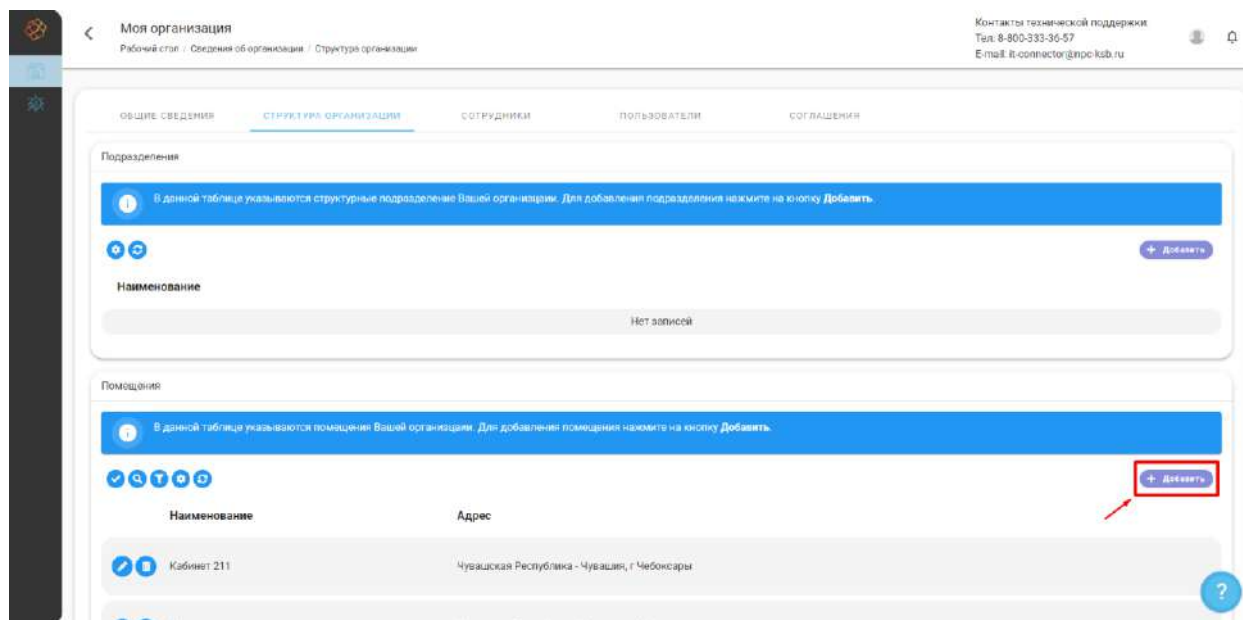 Моя организация
Рабочий стол / Сведения об организации / Структура организации
Контакты технической поддержки:
Тел: 8-800-333-36-57
E-mail: it-connector@npc-ksb.ru
ОБЩИЕ СВЕДЕНИЯ СТРУКТУРА ОРГАНИЗАЦИИ СОТРУДНИКИ ПОЛЬЗОВАТЕЛИ СОГЛАШЕНИЯ
Подразделения
В данной таблице указываются структурные подразделение Вашей организации. Для добавления подразделения нажмите на кнопку Добавить.
+ Добавить
Наименование
Нет записей
Помещения
В данной таблице указываются помещения Вашей организации. Для добавления помещения нажмите на кнопку Добавить.
+ Добавить
Наименование Адрес
Кабинет 211 Чувашская Республика - Чувашия, г Чебоксары
?